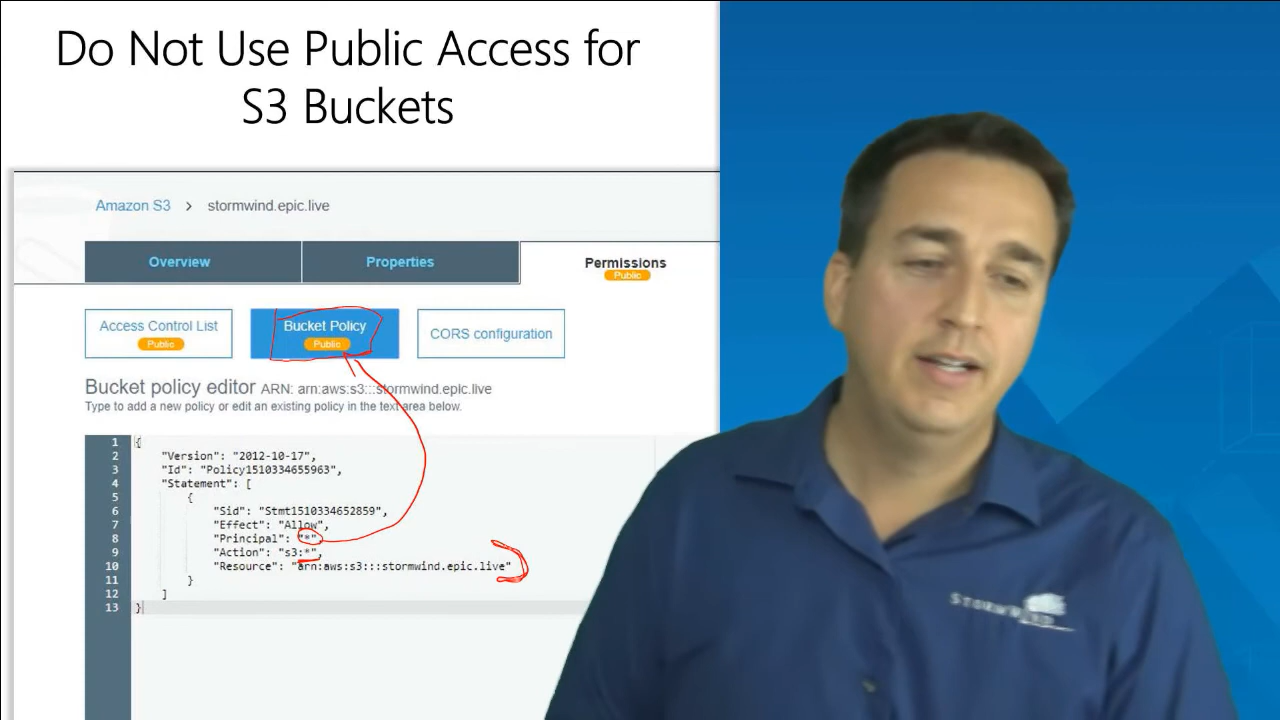 Do Not Use Public Access for
S3 Buckets
Amazon S3 > stormwind.epic.live
Overview
Properties
Permissions
Public
Access Control List
Public
Bucket Policy
Public
CORS configuration
Bucket policy editor ARN: arn:aws:s3:::stormwind.epic.live
Type to add a new policy or edit an existing policy in the text area below.
1 {
2 "Version": "2012-10-17",
3 "Id": "Policy1510334655963",
4 "Statement": [
5 {
6 "Sid": "Stmt1510334652859",
7 "Effect": "Allow",
8 "Principal": "*"
9 "Action": "s3:*",
10 "Resource": "arn:aws:s3:::stormwind.epic.live"
11 }
12 ]
13 }
STORMWIND